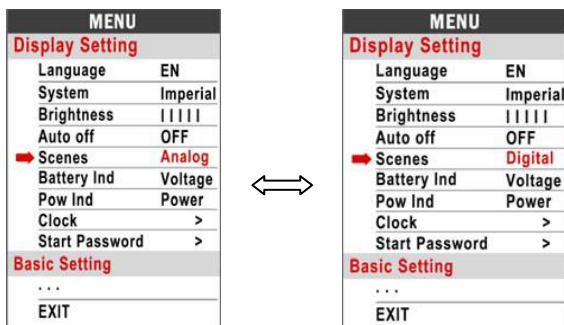 MENU
Display Setting
Language EN
System Imperial
Brightness IIIII
Auto off OFF
Scenes Analog
Battery Ind Voltage
Pow Ind Power
Clock >
Start Password >
Basic Setting
...
EXIT
MENU
Display Setting
Language EN
System Imperial
Brightness IIIII
Auto off OFF
Scenes Digital
Battery Ind Voltage
Pow Ind Power
Clock >
Start Password >
Basic Setting
...
EXIT